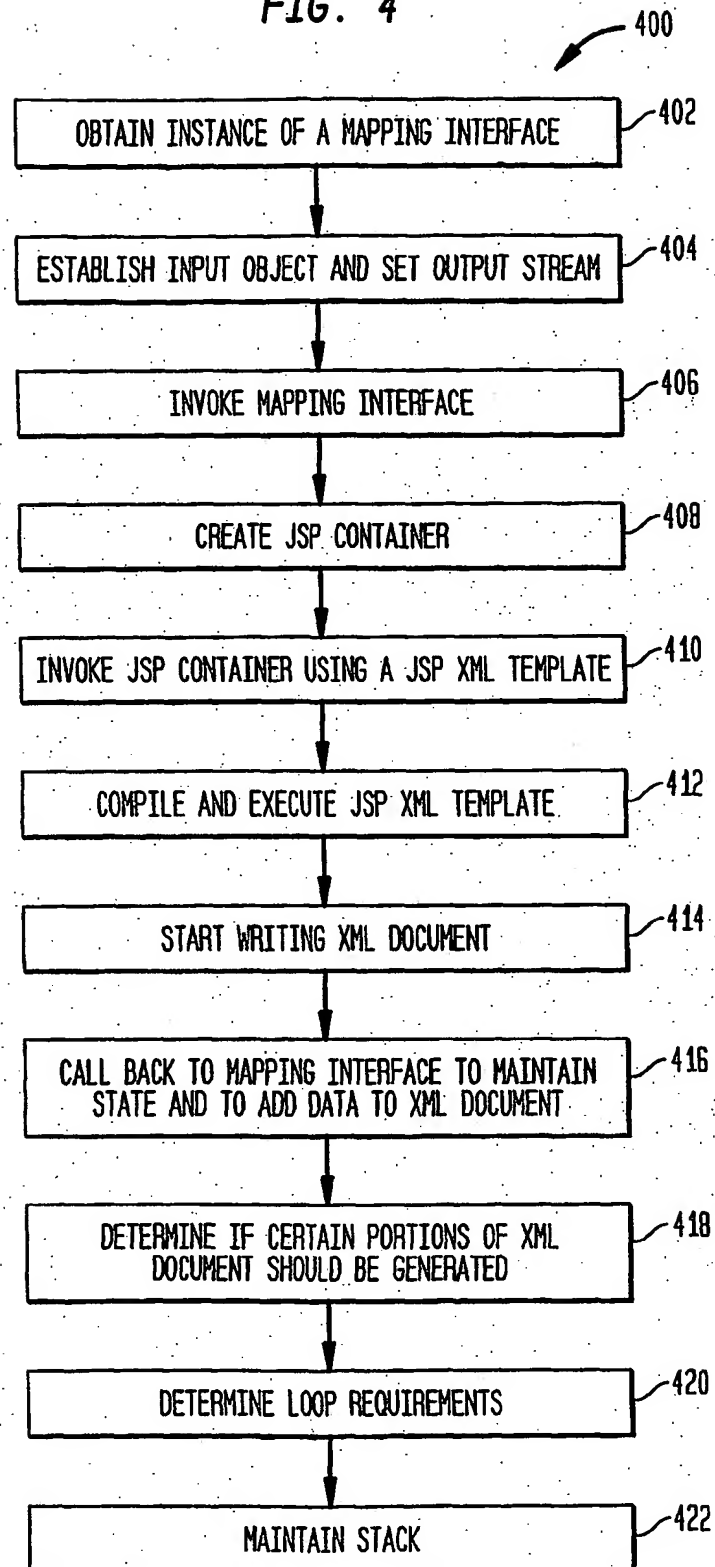 FIG. 4
400
OBTAIN INSTANCE OF A MAPPING INTERFACE
402
ESTABLISH INPUT OBJECT AND SET OUTPUT STREAM
404
INVOKE MAPPING INTERFACE
406
CREATE JSP CONTAINER
408
INVOKE JSP CONTAINER USING A JSP XML TEMPLATE
410
COMPILE AND EXECUTE JSP XML TEMPLATE
412
START WRITING XML DOCUMENT
414
CALL BACK TO MAPPING INTERFACE TO MAINTAIN
STATE AND TO ADD DATA TO XML DOCUMENT
416
DETERMINE IF CERTAIN PORTIONS OF XML
DOCUMENT SHOULD BE GENERATED
418
DETERMINE LOOP REQUIREMENTS
420
MAINTAIN STACK
422